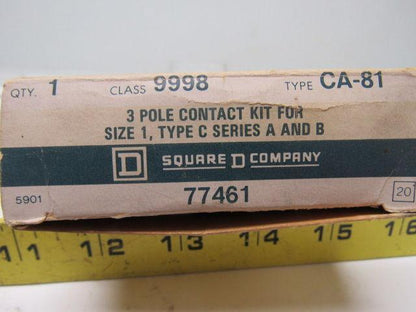 QTY. 1 CLASS 9998 TYPE CA-81
3 POLE CONTACT KIT FOR
SIZE 1, TYPE C SERIES A AND B
D SQUARE D COMPANY
5901 77461 20
11 12 13 14 15 16